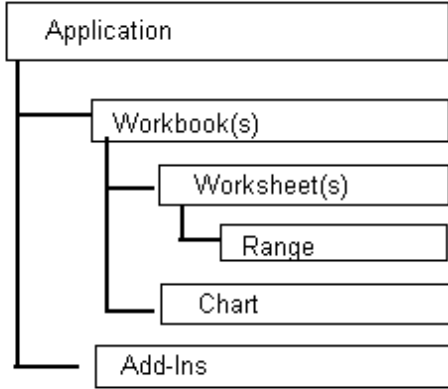 Application
Workbook(s)
Worksheet(s)
Range
Chart
Add-Ins